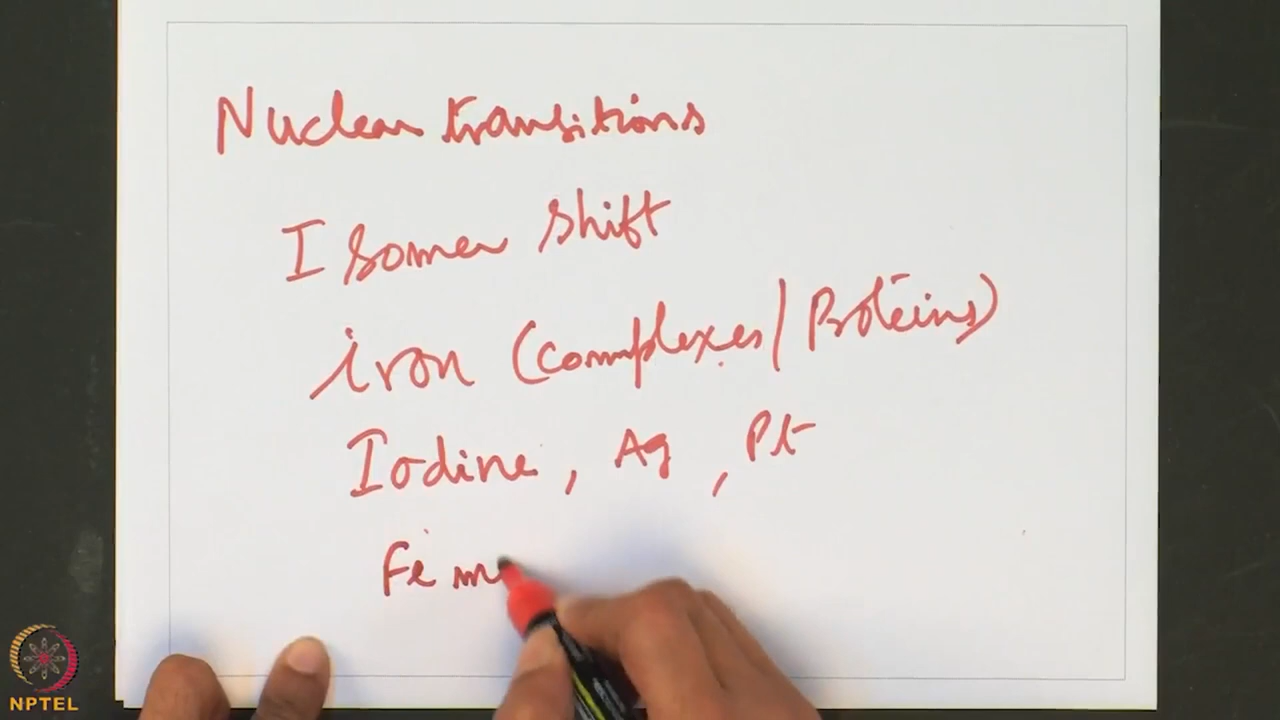 Nuclear transitions
Isomer shift
iron (complexes/Proteins)
Iodine, Ag, Pt
Fe
NPTEL